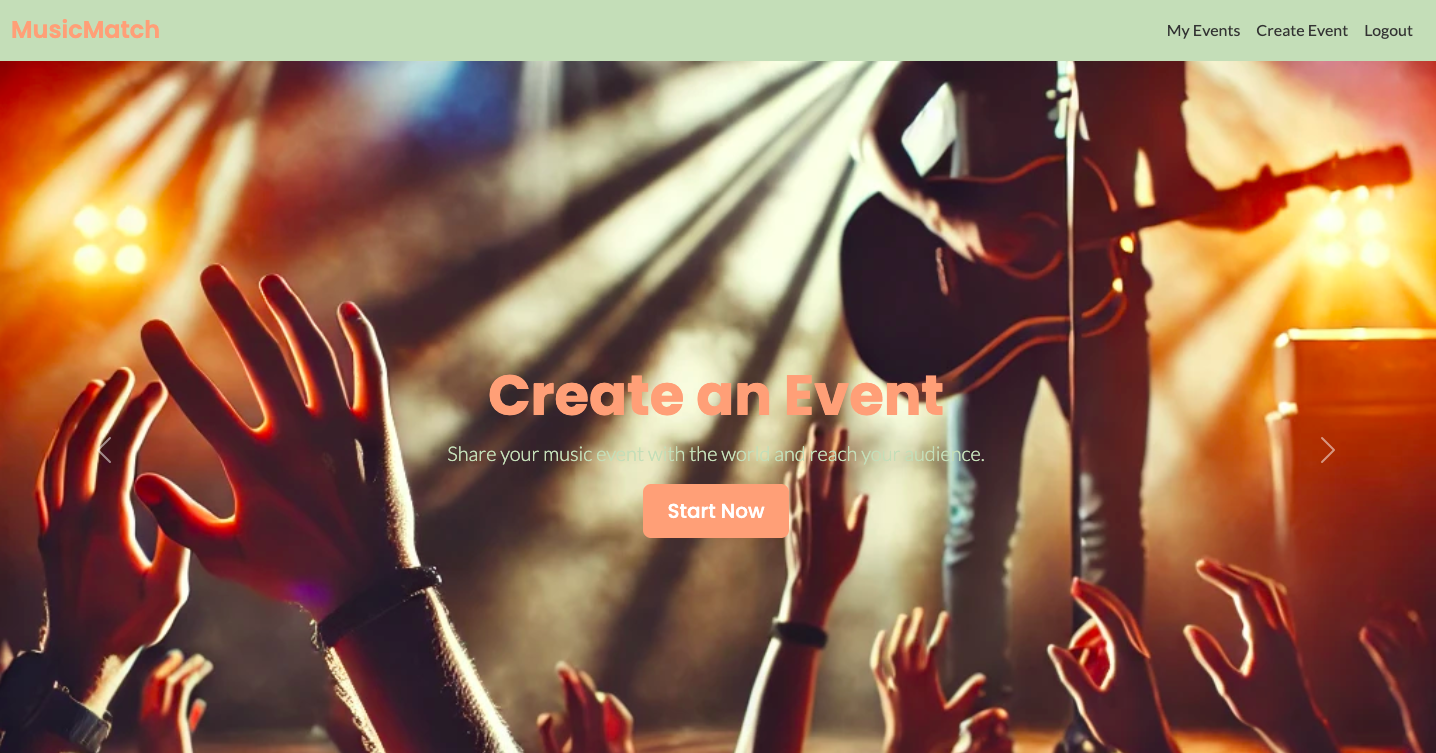 MusicMatch
My Events Create Event Logout
Create an Event
Share your music event with the world and reach your audience.
Start Now